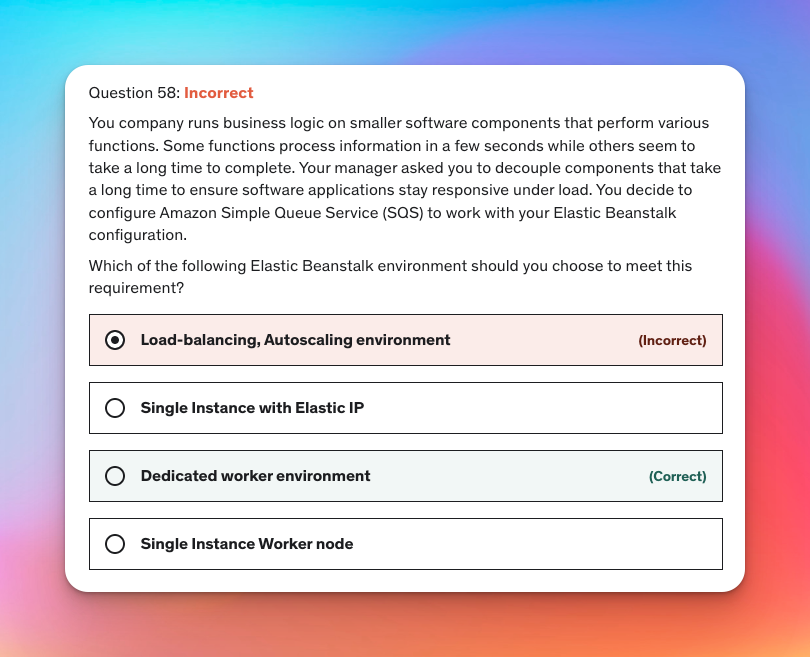 Question 58: Incorrect
You company runs business logic on smaller software components that perform various
functions. Some functions process information in a few seconds while others seem to
take a long time to complete. Your manager asked you to decouple components that take
a long time to ensure software applications stay responsive under load. You decide to
configure Amazon Simple Queue Service (SQS) to work with your Elastic Beanstalk
configuration.
Which of the following Elastic Beanstalk environment should you choose to meet this
requirement?
Load-balancing, Autoscaling environment (Incorrect)
Single Instance with Elastic IP
Dedicated worker environment (Correct)
Single Instance Worker node